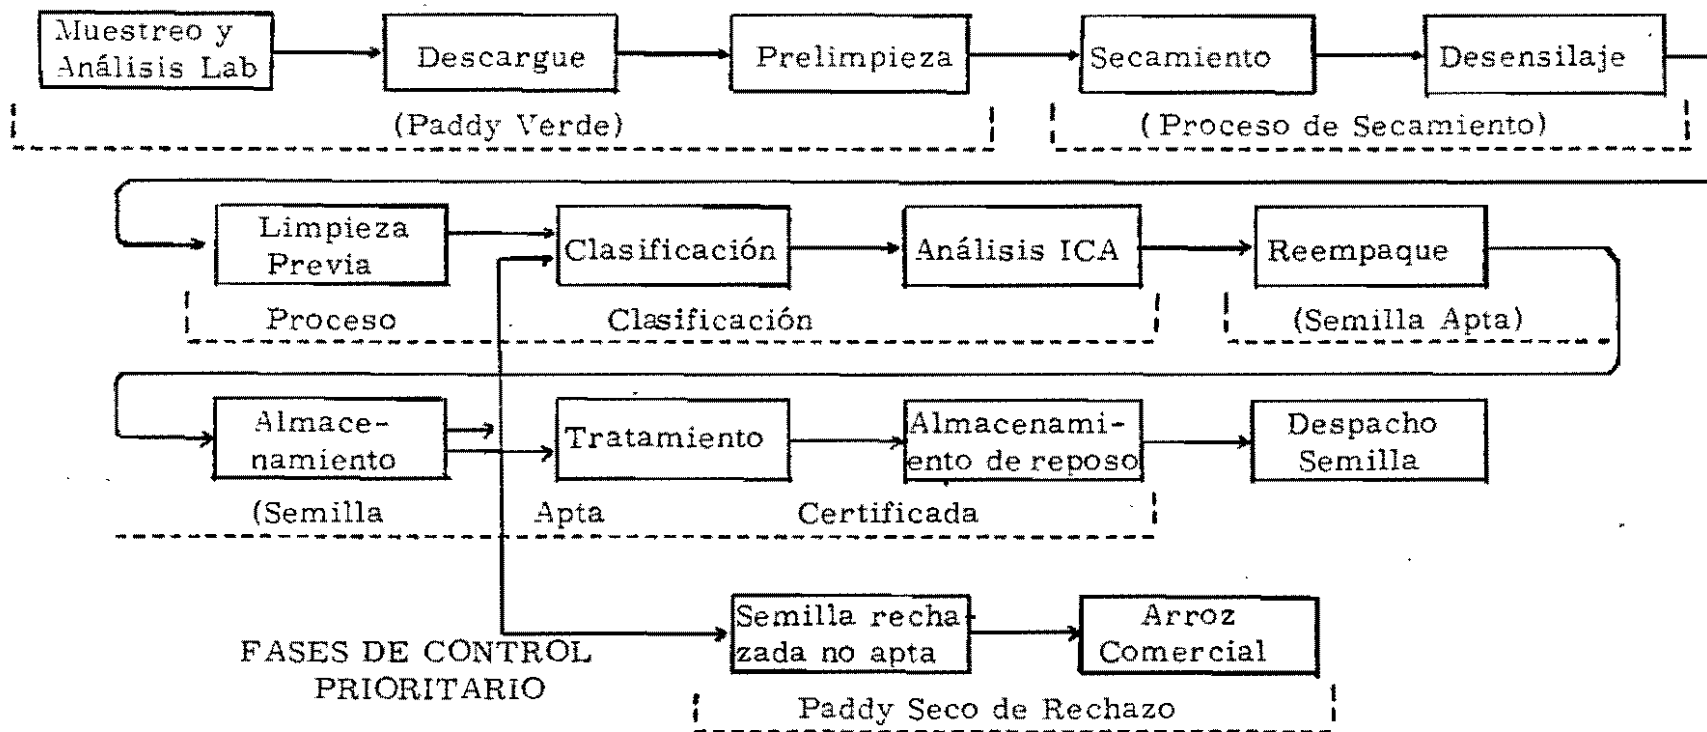 Muestreo y
Análisis Lab
Descargue
Prelimpieza
Secamiento
Desensilaje
(Paddy Verde)
( Proceso de Secamiento)
Limpieza
Previa
Clasificación
Análisis ICA
Reempaque
Proceso Clasificación
(Semilla Apta)
Almace-
namiento
Tratamiento
Almacenami-
ento de reposo
Despacho
Semilla
(Semilla Apta Certificada
Semilla recha-
zada no apta
Arroz
Comercial
FASES DE CONTROL
PRIORITARIO
Paddy Seco de Rechazo